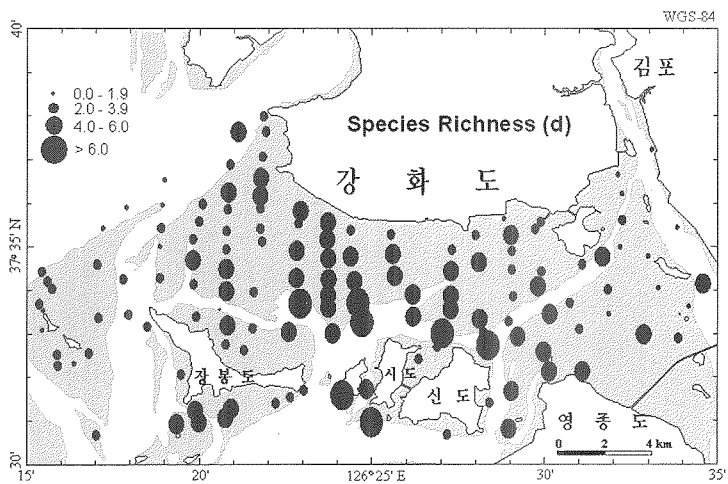 WGS-84
40'
김포
0.0 - 1.9
2.0 - 3.9
4.0 - 6.0
> 6.0
Species Richness (d)
강 화 도
37° 35' N
장봉도
시도
신 도
영 종 도
0 2 4 km
30'
15' 20' 126° 25' E 30' 35'